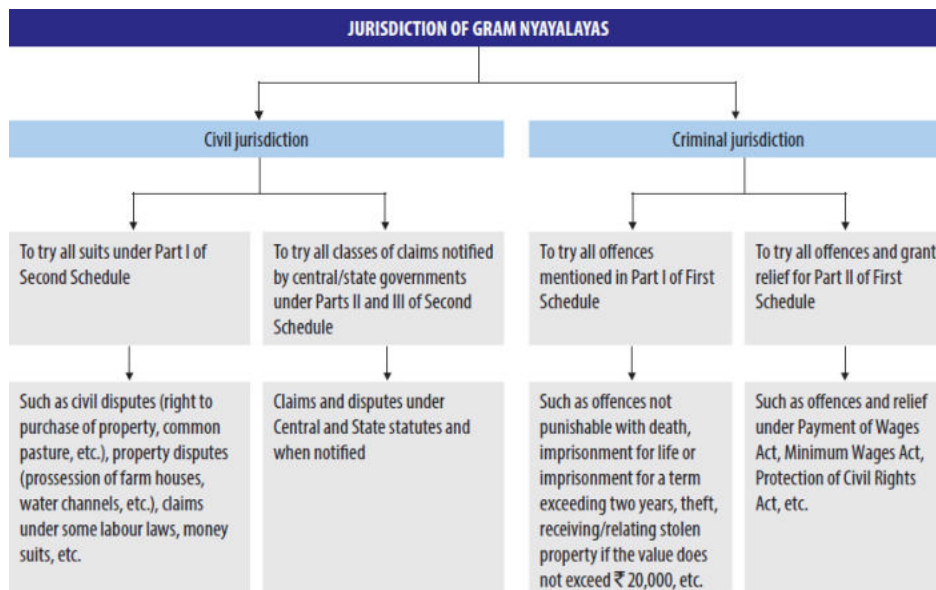 JURISDICTION OF GRAM NYAYALAYAS
Civil jurisdiction
Criminal jurisdiction
To try all suits under Part I of
Second Schedule
To try all classes of claims notified
by central/state governments
under Parts II and III of Second
Schedule
To try all offences
mentioned in Part I of First
Schedule
To try all offences and grant
relief for Part II of First
Schedule
Such as civil disputes (right to
purchase of property, common
pasture, etc.), property disputes
(prossession of farm houses,
water channels, etc.), claims
under some labour laws, money
suits, etc.
Claims and disputes under
Central and State statutes and
when notified
Such as offences not
punishable with death,
imprisonment for life or
imprisonment for a term
exceeding two years, theft,
receiving/relating stolen
property if the value does
not exceed ₹ 20,000, etc.
Such as offences and relief
under Payment of Wages
Act, Minimum Wages Act,
Protection of Civil Rights
Act, etc.